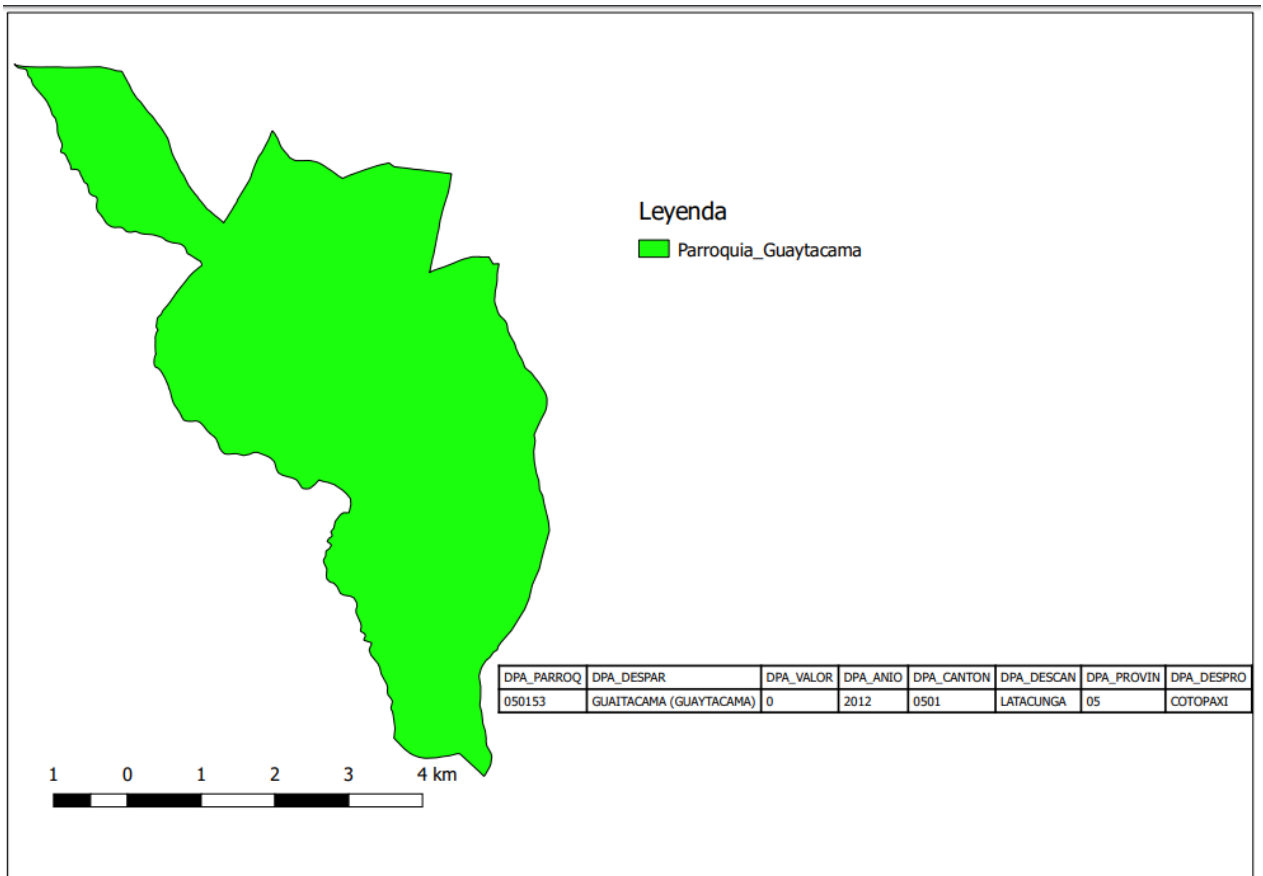 Leyenda
Parroquia_Guaytacama
DPA_PARROQ DPA_DESPAR DPA_VALOR DPA_ANIO DPA_CANTON DPA_DESCAN DPA_PROVIN DPA_DESPRO
050153 GUAITACAMA (GUAYTACAMA) 0 2012 0501 LATACUNGA 05 COTOPAXI
1 0 1 2 3 4 km